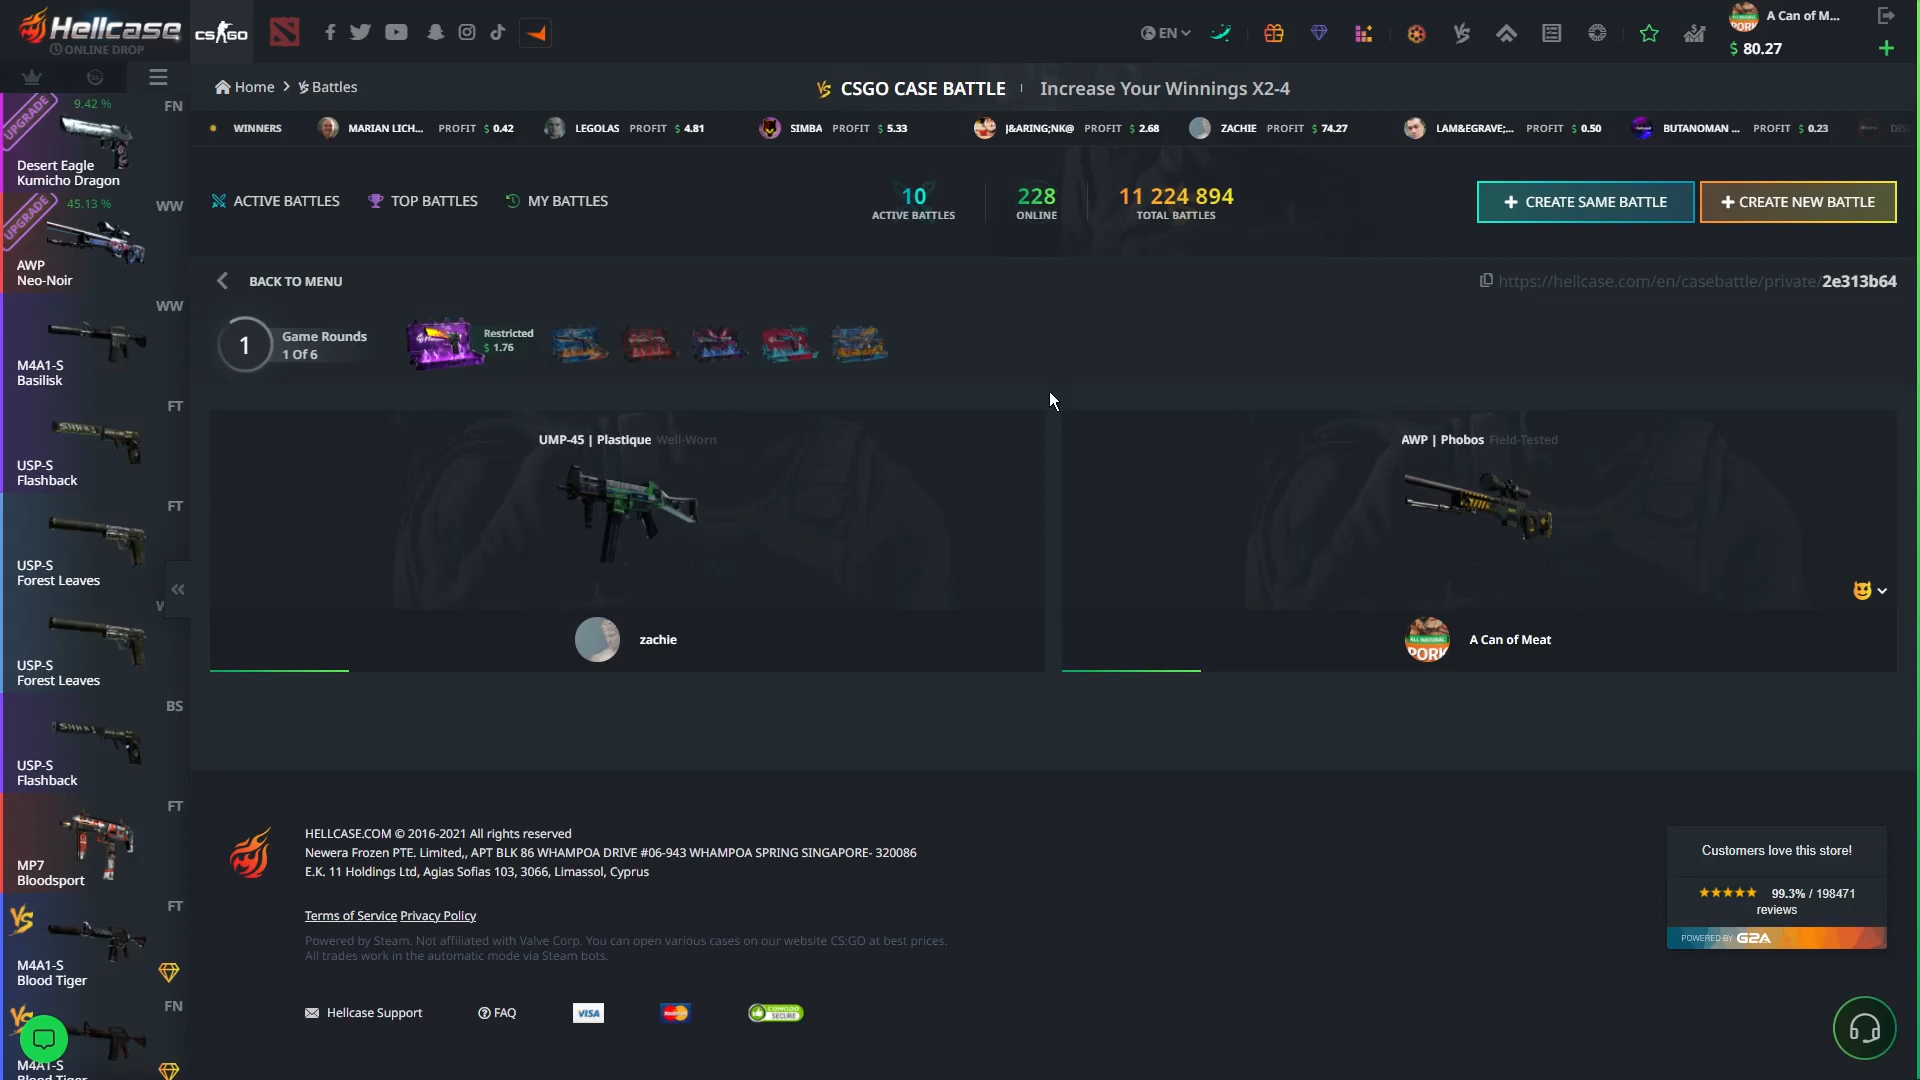 Hellcase
ONLINE DROP
CS:GO
EN
A Can of M...
$ 80.27
Home > Battles
CSGO CASE BATTLE | Increase Your Winnings X2-4
WINNERS
MARIAN LICH... PROFIT $ 0.42
LEGOLAS PROFIT $ 4.81
SIMBA PROFIT $ 5.33
J&ARING;NK@ PROFIT $ 2.68
ZACHIE PROFIT $ 74.27
LAM&EGRAVE;... PROFIT $ 0.50
BUTANOMAN ... PROFIT $ 0.23
ACTIVE BATTLES
TOP BATTLES
MY BATTLES
10
ACTIVE BATTLES
228
ONLINE
11 224 894
TOTAL BATTLES
+ CREATE SAME BATTLE
+ CREATE NEW BATTLE
BACK TO MENU
https://hellcase.com/en/casebattle/private/2e313b64
1
Game Rounds
1 Of 6
Restricted
$ 1.76
UMP-45 | Plastique Well-Worn
zachie
AWP | Phobos Field-Tested
A Can of Meat
UPGRADE
9.42 %
FN
Desert Eagle
Kumicho Dragon
UPGRADE
45.13 %
WW
AWP
Neo-Noir
WW
M4A1-S
Basilisk
FT
USP-S
Flashback
FT
USP-S
Forest Leaves
USP-S
Forest Leaves
BS
USP-S
Flashback
FT
MP7
Bloodsport
FT
M4A1-S
Blood Tiger
FN
M4A1-S
Blood Tiger
HELLCASE.COM © 2016-2021 All rights reserved
Newera Frozen PTE. Limited,, APT BLK 86 WHAMPOA DRIVE #06-943 WHAMPOA SPRING SINGAPORE- 320086
E.K. 11 Holdings Ltd, Agias Sofias 103, 3066, Limassol, Cyprus
Terms of Service Privacy Policy
Powered by Steam. Not affiliated with Valve Corp. You can open various cases on our website CS:GO at best prices.
All trades work in the automatic mode via Steam bots.
Hellcase Support
FAQ
VISA
MasterCard
COMODO
SECURE
Customers love this store!
★★★★★ 99.3% / 198471
reviews
POWERED BY G2A